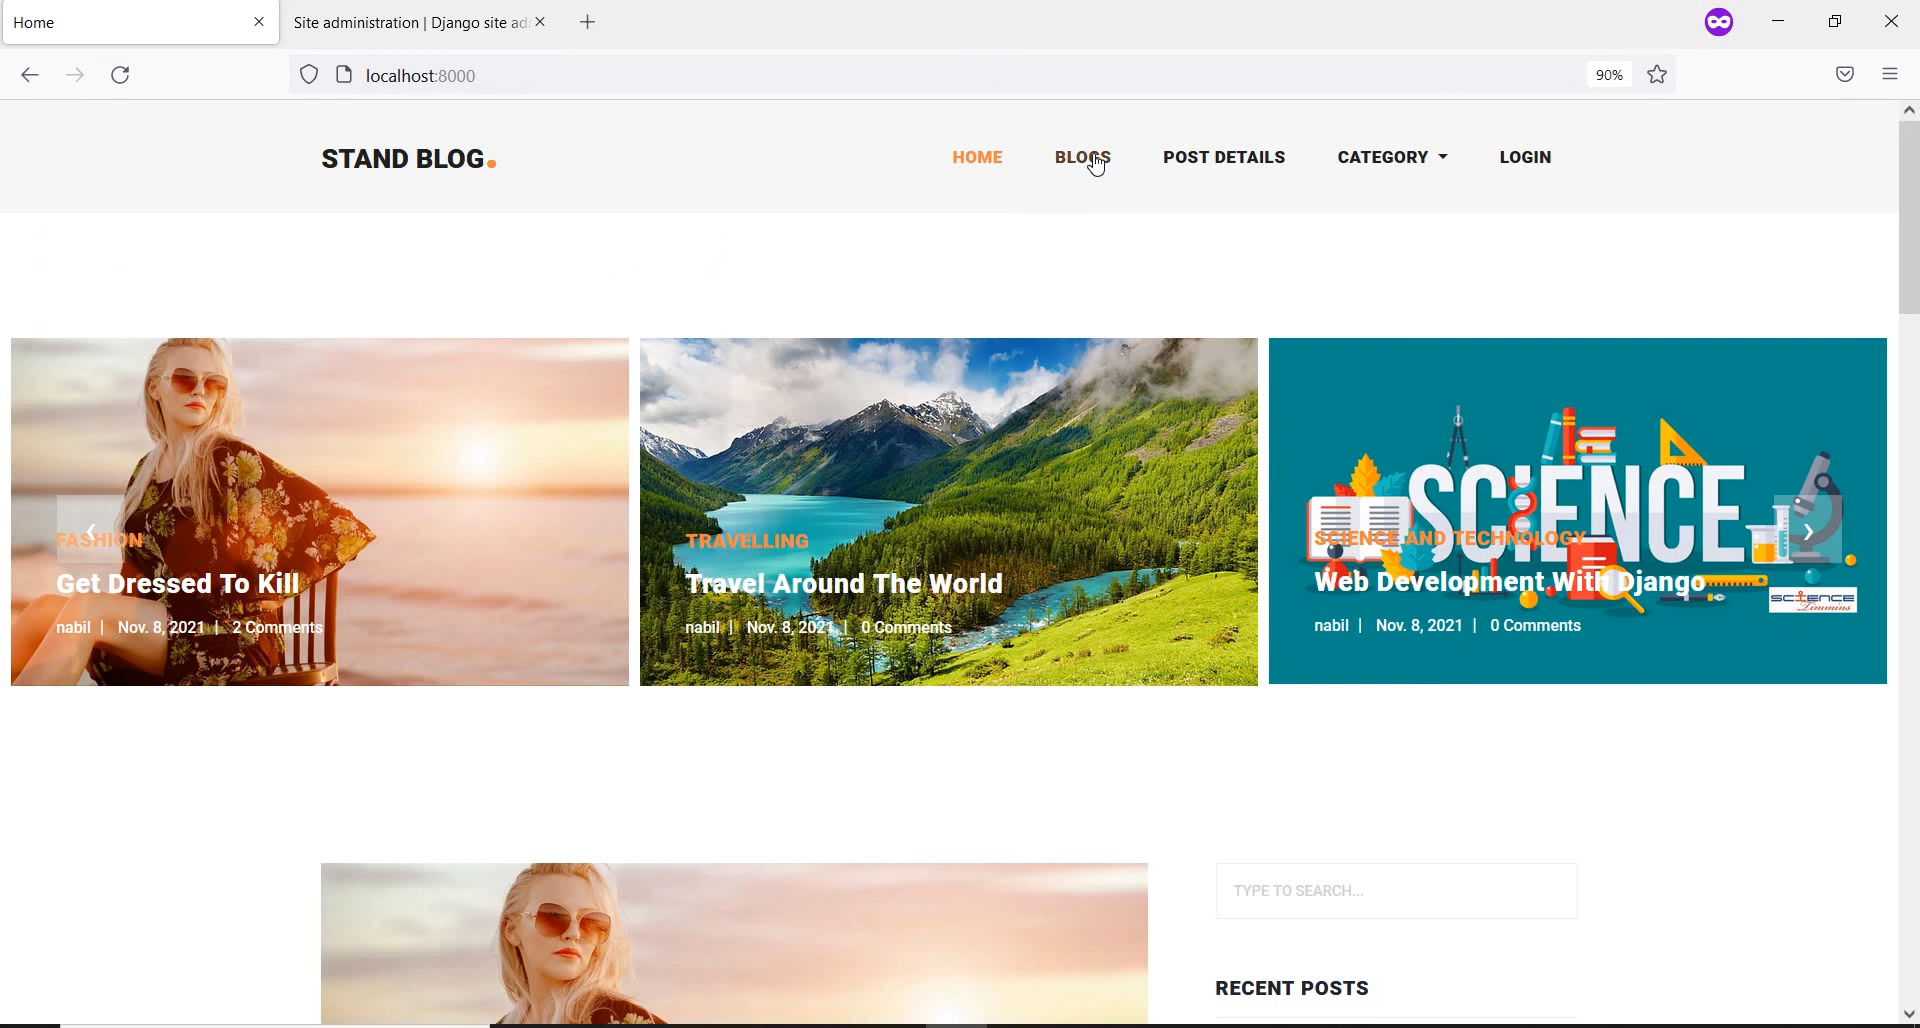 Home
Site administration | Django site ad
localhost:8000
90%
STAND BLOG.
HOME BLOGS POST DETAILS CATEGORY LOGIN
FASHION
Get Dressed To Kill
nabil | Nov. 8, 2021 | 2 Comments
TRAVELLING
Travel Around The World
nabil | Nov. 8, 2021 | 0 Comments
SCIENCE
SCIENCE AND TECHNOLOGY
Web Development With Django
SCIENCE
Timmins
nabil | Nov. 8, 2021 | 0 Comments
TYPE TO SEARCH...
RECENT POSTS